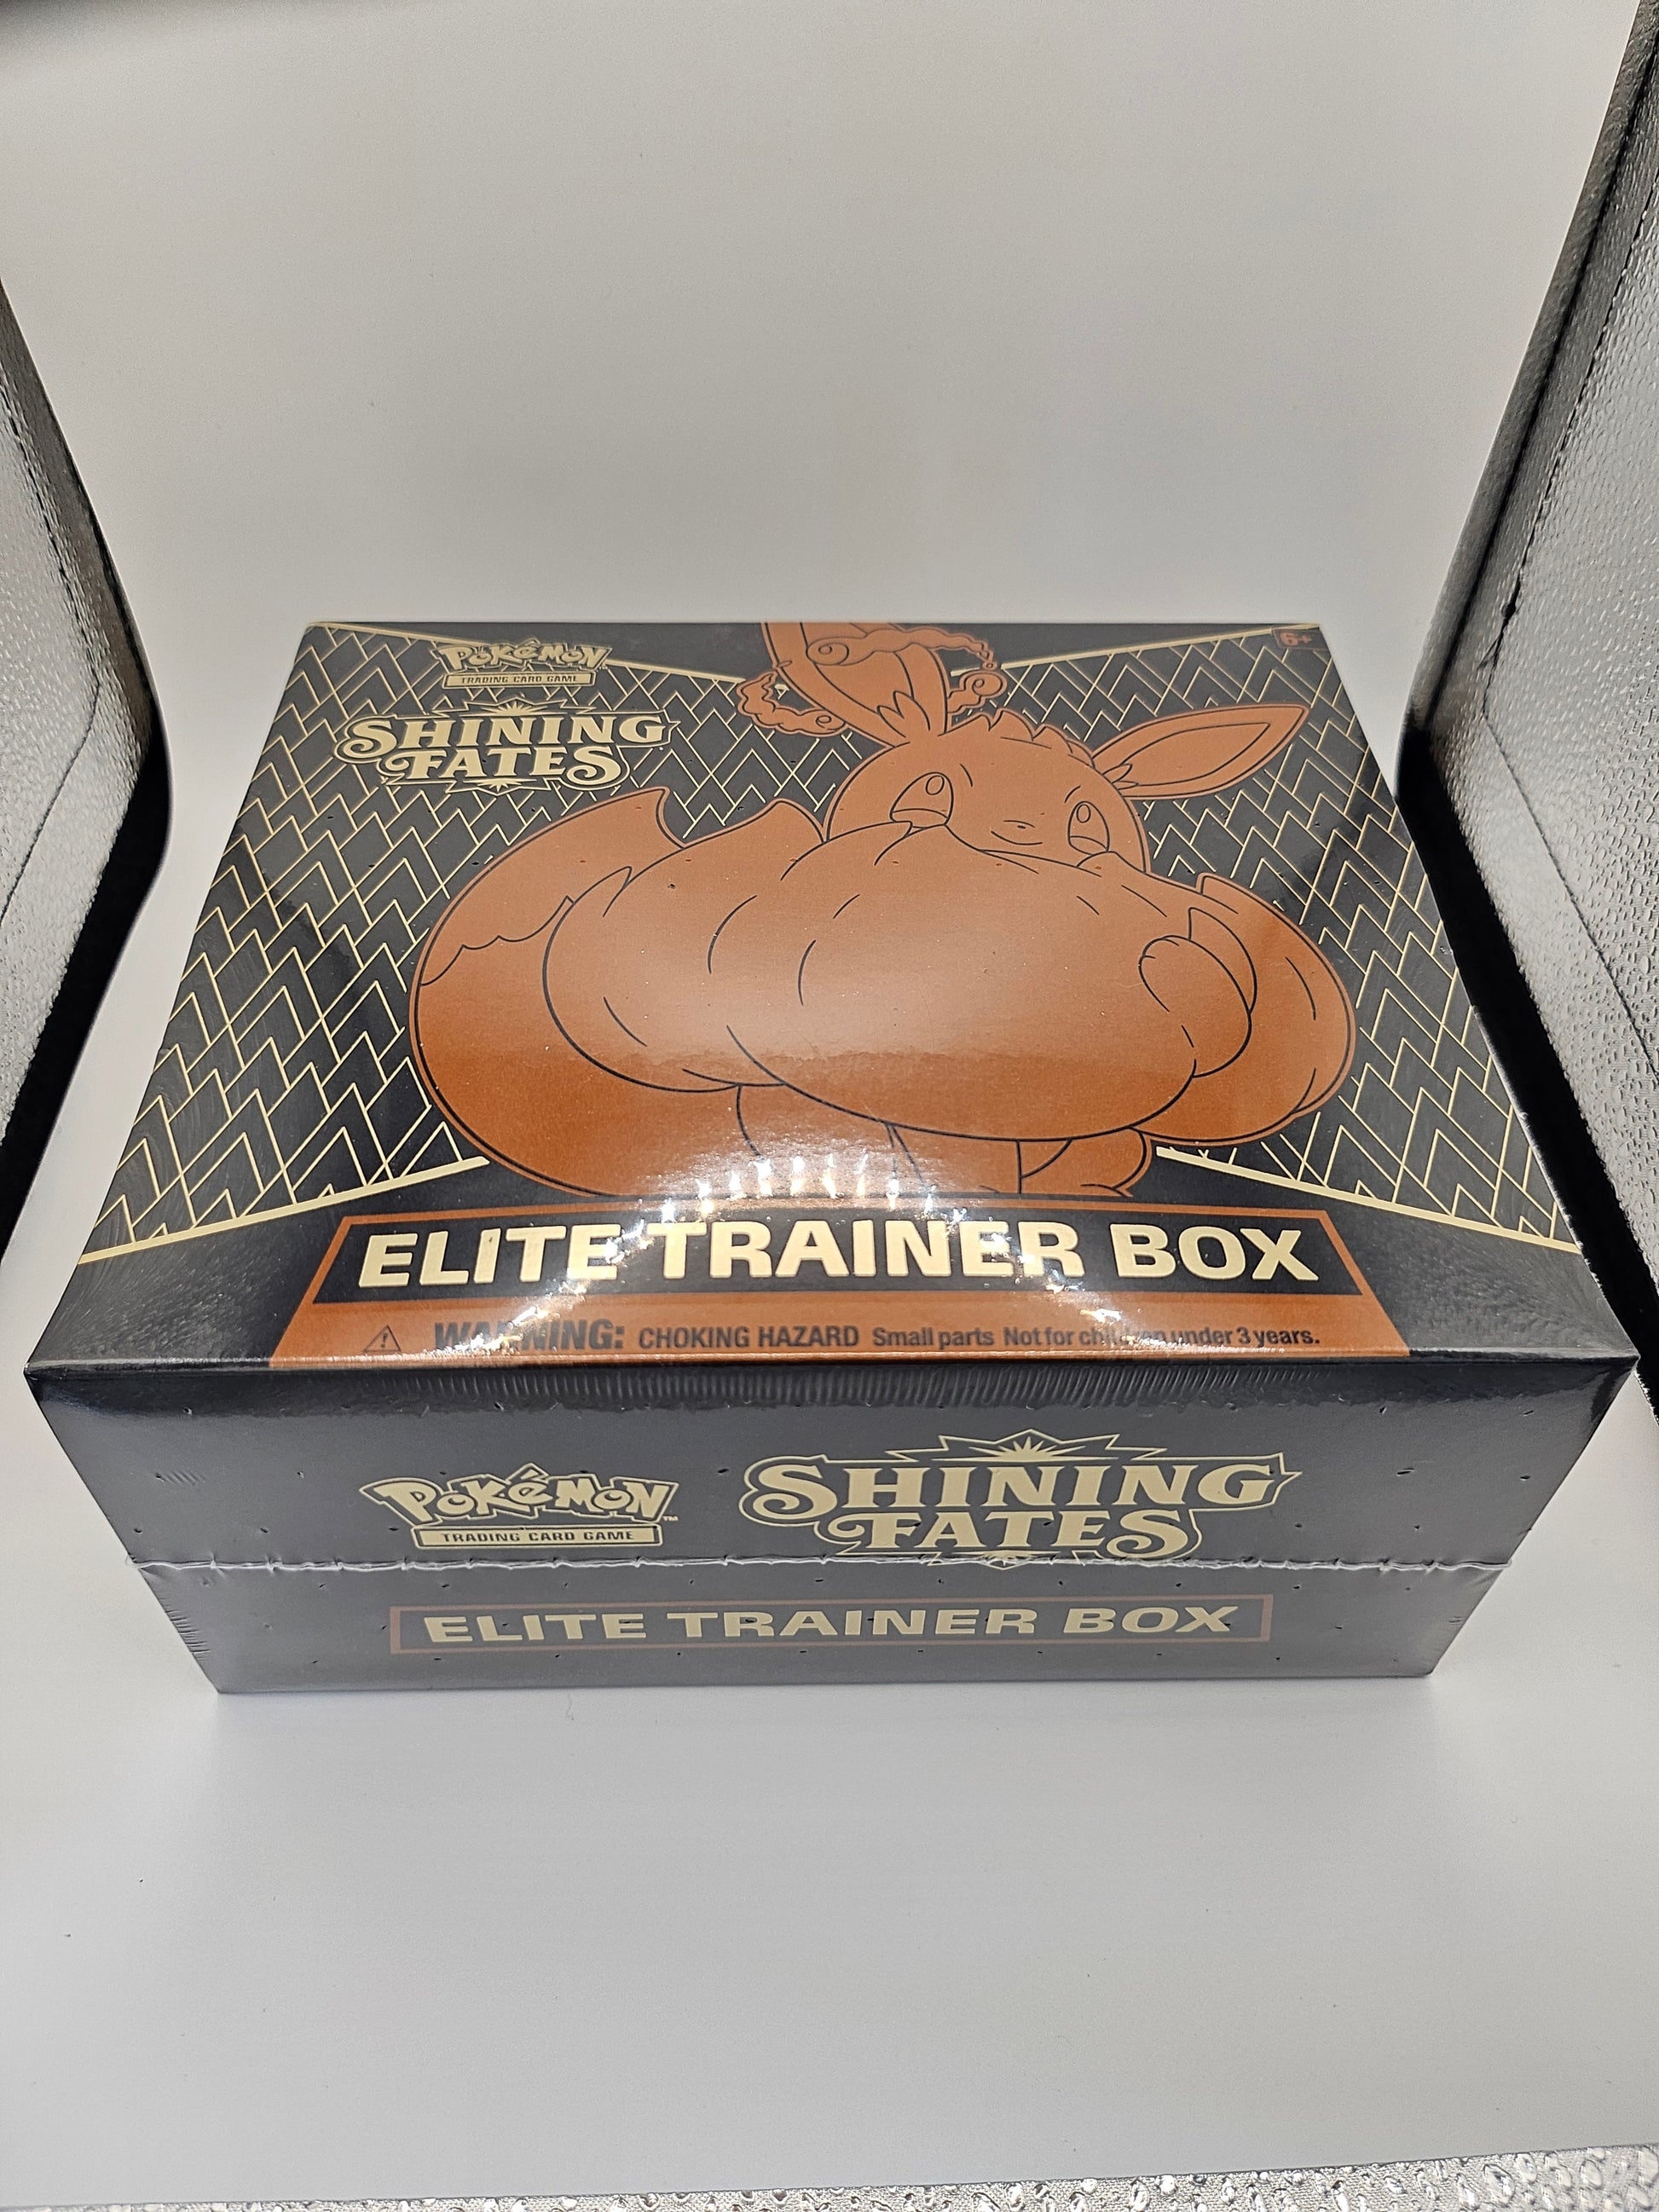 6+
Pokémon
TRADING CARD GAME
SHINING
FATES
ELITE TRAINER BOX
WARNING: CHOKING HAZARD Small parts Not for children under 3 years.
Pokémon™
TRADING CARD GAME
SHINING
FATES
ELITE TRAINER BOX